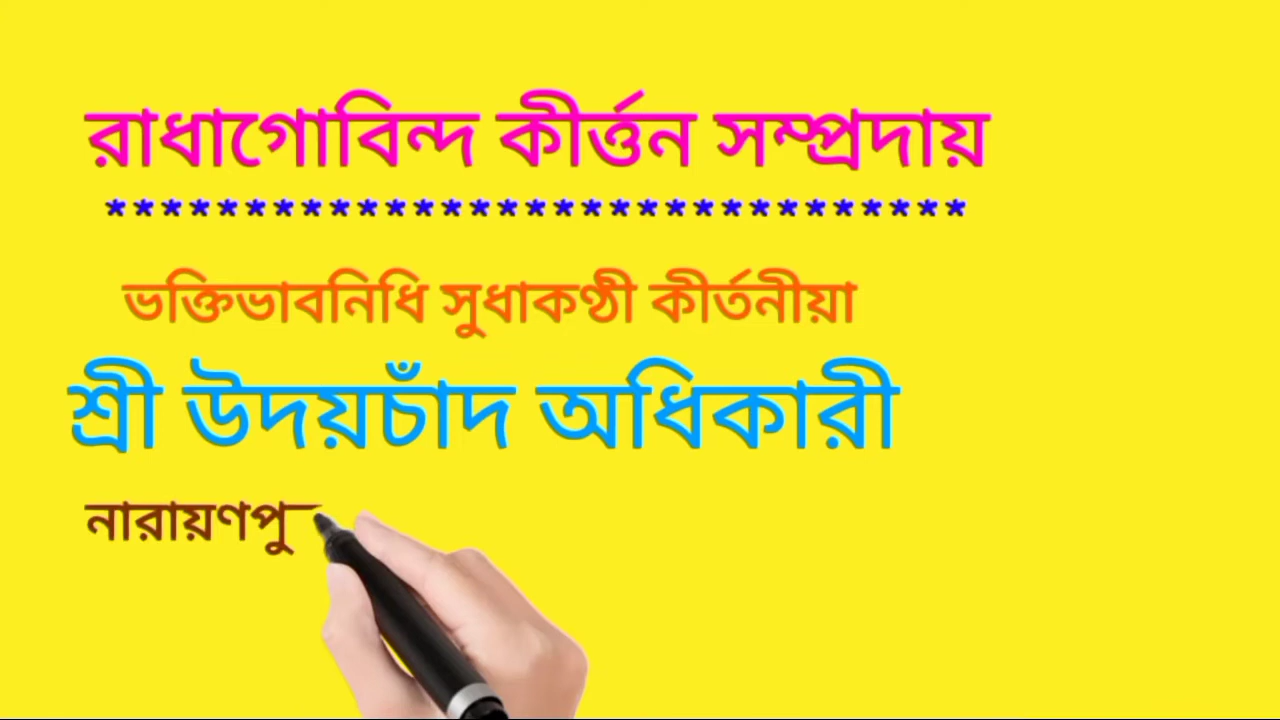 রাধাগোবিন্দ কীৰ্ত্তন সম্প্রদায়
*******************************
ভক্তিভাবনিধি সুধাকণ্ঠী কীর্তনীয়া
শ্রী উদয়চাঁদ অধিকারী
নারায়ণপু